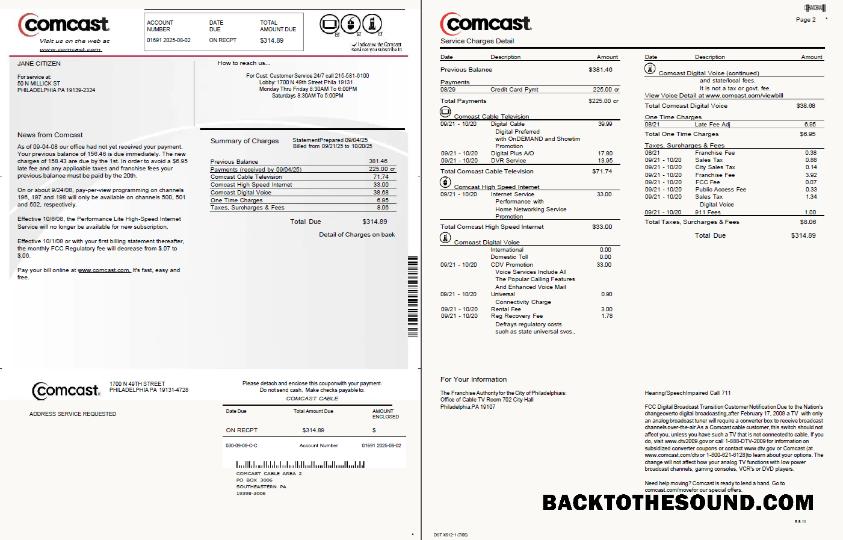 comcast.
Visit us on the web at
www.comcast.com
ACCOUNT NUMBER
DATE DUE
TOTAL AMOUNT DUE
01691 2025-09-02
ON RECPT
$314.89
JANE CITIZEN
For service at:
50 N MILLICK ST
PHILADELPHIA PA 19139-2324
How to reach us...
For Cust. Customer Service 24/7 call 215-581-6100
Lobby: 1700 N 49th Street Phila 19131
Monday Thru Friday 8:30AM To 6:00PM
Saturdays 8:30AM To 5:00PM
News from Comcast
As of 09-04-08 our office had not yet received your payment.
Your previous balance of 156.46 is due immediately. The new
charges of 158.43 are due by the 1st. In order to avoid a $6.95
late fee and any applicable taxes and franchise fees your
previous balance must be paid by the 20th.
On or about 9/24/08, pay-per-view programming on channels
196, 197 and 198 will only be available on channels 500, 501
and 502, respectively.
Effective 10/8/08, the Performance Lite High-Speed Internet
Service will no longer be available for new subscription.
Effective 10/1/08 or with your first billing statement thereafter,
the monthly FCC Regulatory fee will decrease from $.07 to
Pay your bill online at www.comcast.com. It's fast, easy and
free.
Summary of Charges
StatementPrepared 09/04/25
Billed from 09/21/25 to 10/20/25
Previous Balance 381.46
Payments (received by 09/04/25) 225.00 cr
Comcast Cable Television 71.74
Comcast High Speed Internet 33.00
Comcast Digital Voice 38.68
One Time Charges 6.95
Taxes, Surcharges & Fees 8.06
Total Due $314.89
Detail of Charges on back
comcast.
1700 N 49TH STREET
PHILADELPHIA PA 19131-4728
ADDRESS SERVICE REQUESTED
Please detach and enclose this coupon with your payment.
Do not send cash. Make checks payable to:
COMCAST CABLE
Date Due
Total Amount Due
AMOUNT ENCLOSED
ON RECPT
$314.89
$
Account Number
01691 2025-09-02
COMCAST CABLE AREA 2
PO BOX 3006
SOUTHEASTERN PA
19398-3006
Page 2
comcast.
Service Charges Detail
Date Description Amount
Previous Balance $381.46
Payments
08/29 Credit Card Pymt 225.00 cr
Total Payments $225.00 cr
Comcast Cable Television
09/21 - 10/20 Digital Cable 39.99
Digital Preferred
with OnDEMAND and Showtim
Promotion
09/21 - 10/20 Digital Plus A/O 17.80
09/21 - 10/20 DVR Service 13.95
Total Comcast Cable Television $71.74
Comcast High Speed Internet
09/21 - 10/20 Internet Service 33.00
Performance with
Home Networking Service
Promotion
Total Comcast High Speed Internet $33.00
Comcast Digital Voice
International 0.00
Domestic Toll 0.00
09/21 - 10/20 CDV Promotion 33.00
Voice Services Include All
The Popular Calling Features
And Enhanced Voice Mail
09/21 - 10/20 Universal 0.90
Connectivity Charge
09/21 - 10/20 Rental Fee 3.00
09/21 - 10/20 Reg Recovery Fee 1.78
Defrays regulatory costs
such as state universal svcs.,
Date Description Amount
Comcast Digital Voice (continued)
and state/local fees.
It is not a tax or govt. fee.
View Voice Detail at www.comcast.com/viewbill
Total Comcast Digital Voice $38.68
One Time Charges
08/21 Late Fee Adj 6.95
Total One Time Charges $6.95
Taxes, Surcharges & Fees
08/21 Franchise Fee 0.38
09/21 - 10/20 Sales Tax 0.88
09/21 - 10/20 City Sales Tax 0.14
09/21 - 10/20 Franchise Fee 3.92
09/21 - 10/20 FCC Fee 0.07
09/21 - 10/20 Public Access Fee 0.33
09/21 - 10/20 Sales Tax 1.34
Digital Voice
09/21 - 10/20 911 Fees 1.00
Total Taxes, Surcharges & Fees $8.06
Total Due $314.89
For Your Information
The Franchise Authority for the City of Philadelphia is:
Office of Cable TV Room 702 City Hall
Philadelphia PA 19107
Hearing/Speech Impaired Call 711
FCC Digital Broadcast Transition Customer Notification Due to the Nation's
changeover to digital broadcasting, after February 17, 2008 a TV with only
an analog broadcast tuner will require a converter box to receive broadcast
channels over-the-air. As a Comcast cable customer, this switch should not
affect you, unless you have such a TV that is not connected to cable. If you
do, visit www.dtv.gov or call 1-888-DTV-2009 for information on
subsidized converter coupons or contact www.dtv.gov or Comcast (at
www.comcast.com/dtv or 1-800-621-6128) to learn about your options. The
change will not affect how your analog TV functions with low power
broadcast channels, gaming consoles, VCR's or DVD players.
Need help moving? Comcast is ready to lend a hand. Go to
comcast.com/move for our special offers.
BACKTOTHESOUND.COM